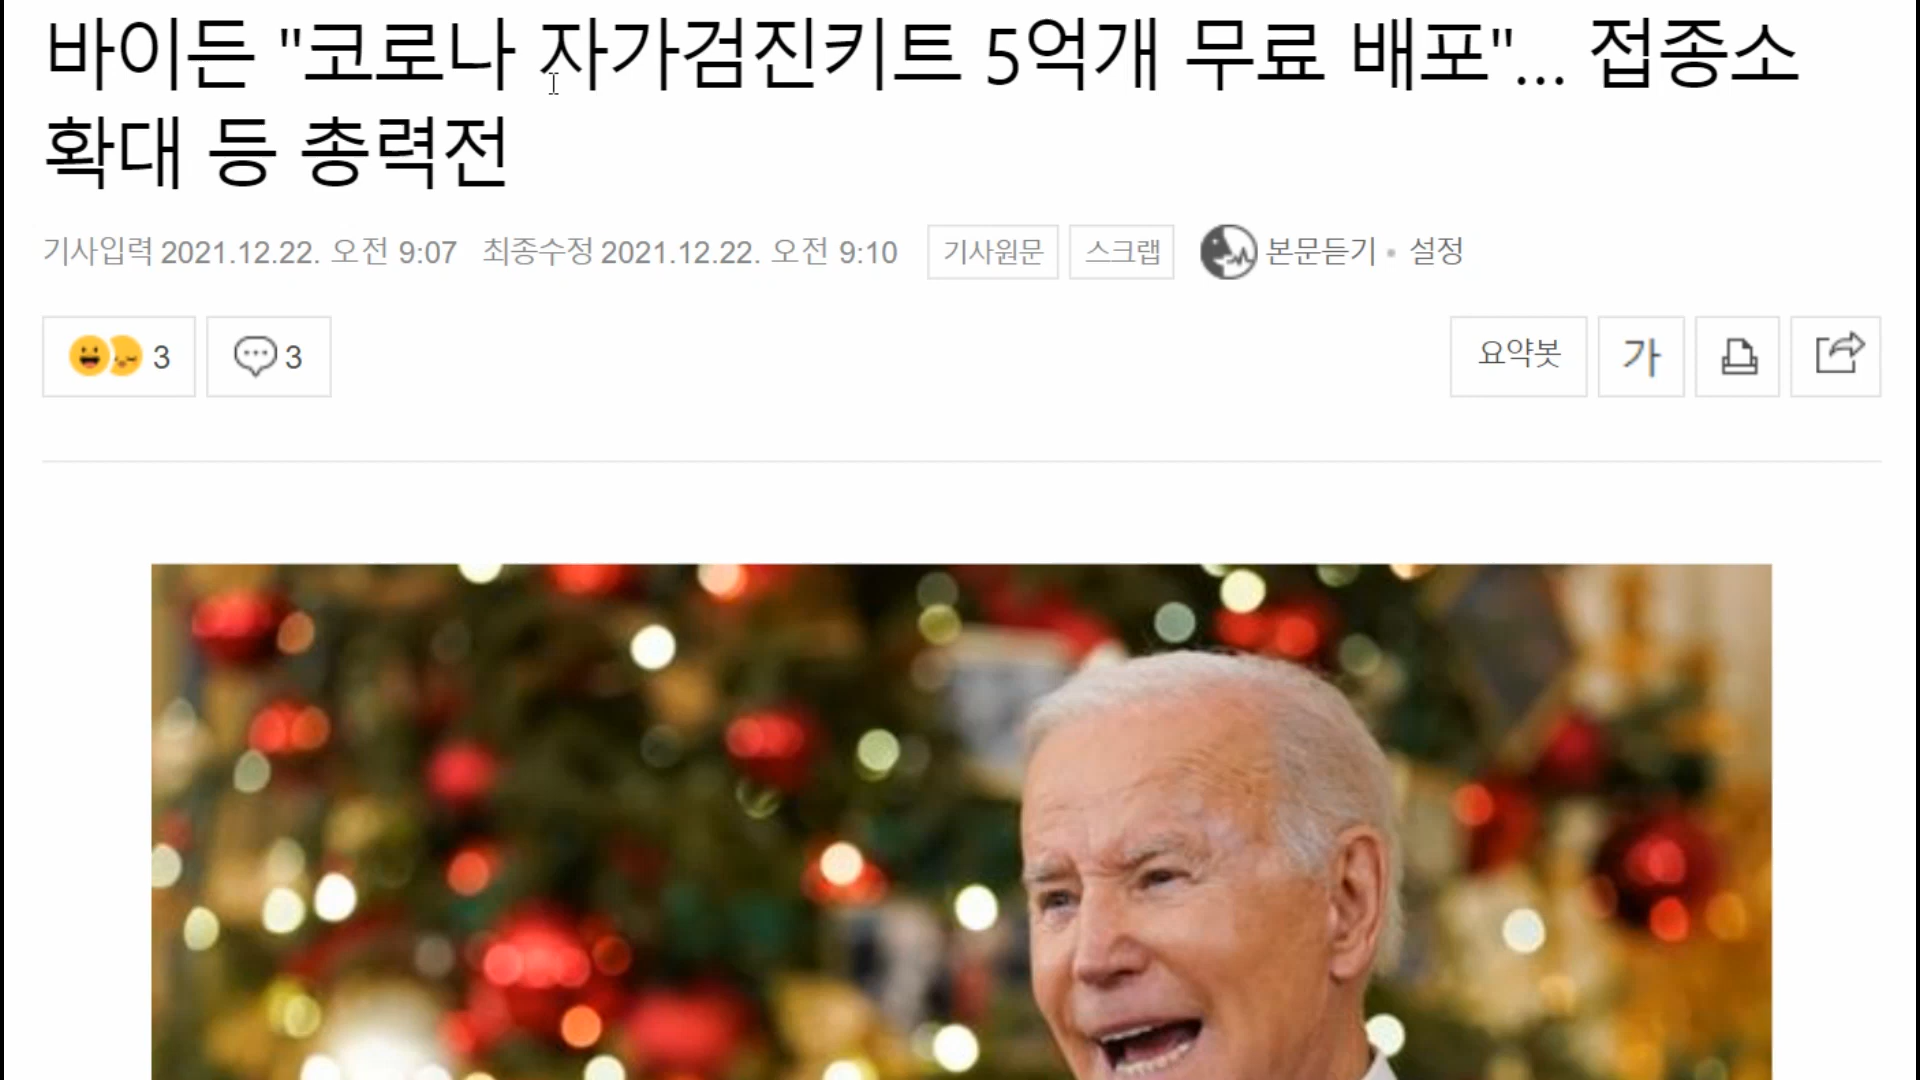 바이든 "코로나 자가검진키트 5억개 무료 배포"... 접종소
확대 등 총력전
기사입력 2021.12.22. 오전 9:07 최종수정 2021.12.22. 오전 9:10 기사원문 스크랩 본문듣기 · 설정
3 3 요약봇 가